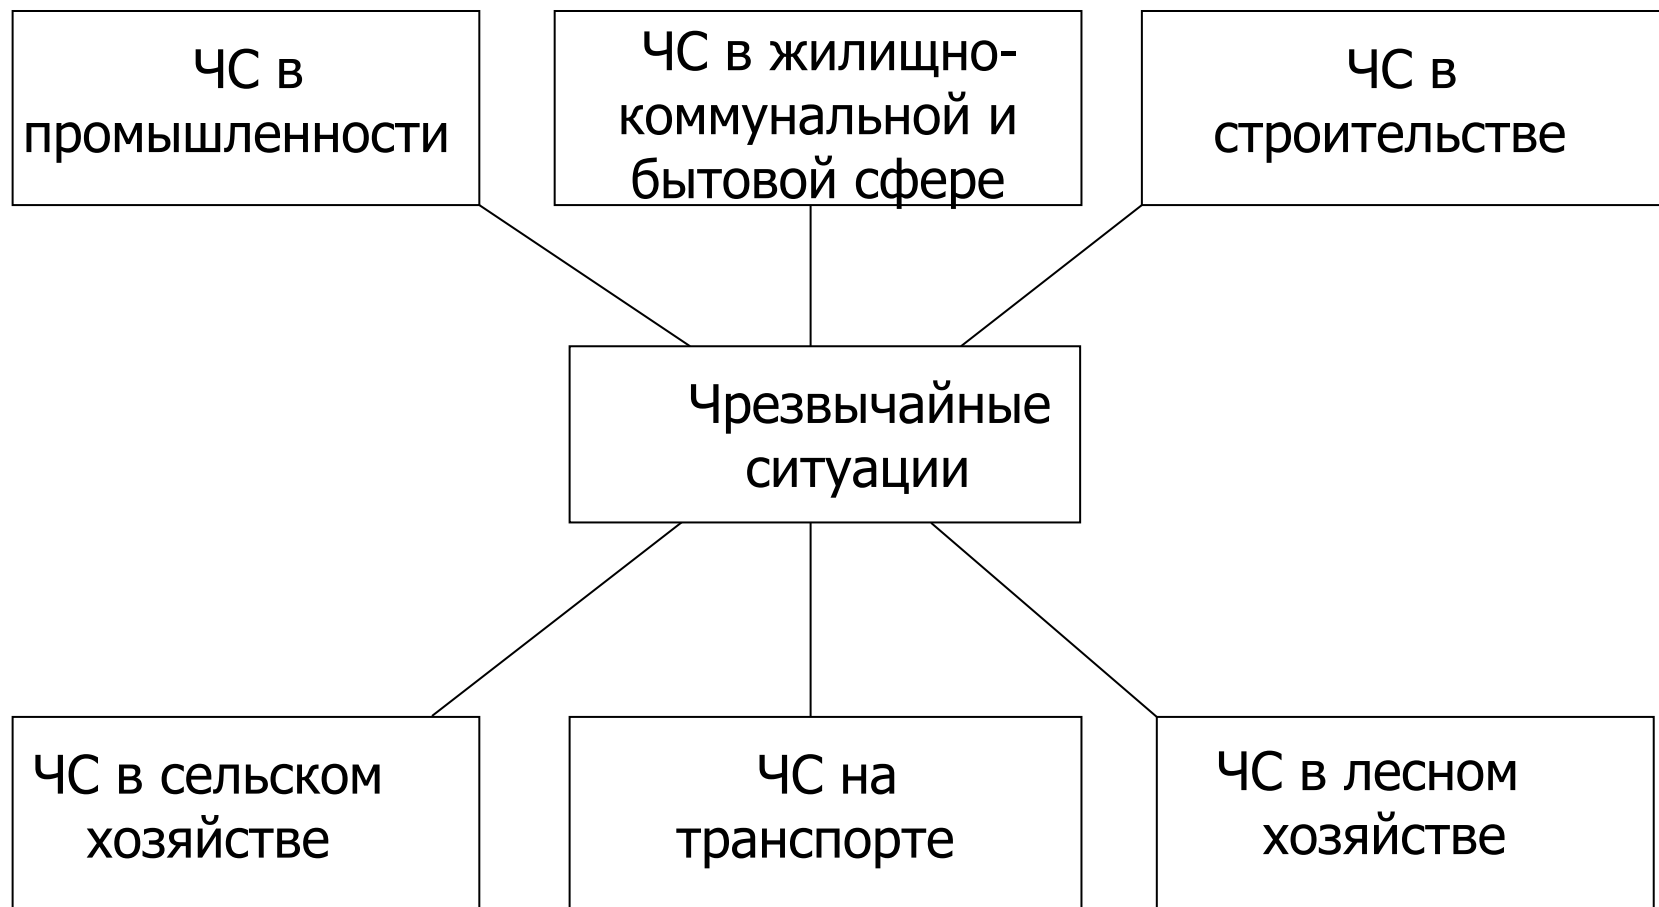 ЧС в
промышленности
ЧС в жилищно-
коммунальной и
бытовой сфере
ЧС в
строительстве
Чрезвычайные
ситуации
ЧС в сельском
хозяйстве
ЧС на
транспорте
ЧС в лесном
хозяйстве